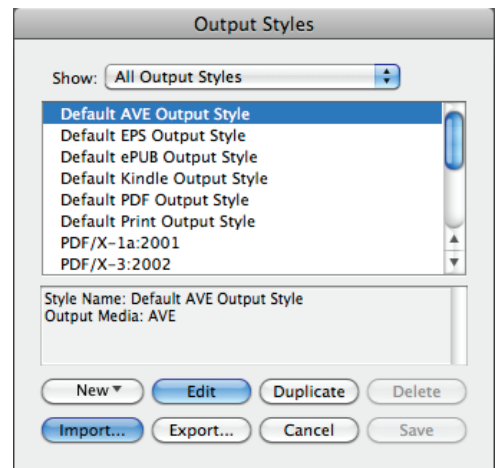 Output Styles
Show: All Output Styles
Default AVE Output Style
Default EPS Output Style
Default ePUB Output Style
Default Kindle Output Style
Default PDF Output Style
Default Print Output Style
PDF/X-1a:2001
PDF/X-3:2002
Style Name: Default AVE Output Style
Output Media: AVE
New Edit Duplicate Delete
Import... Export... Cancel Save